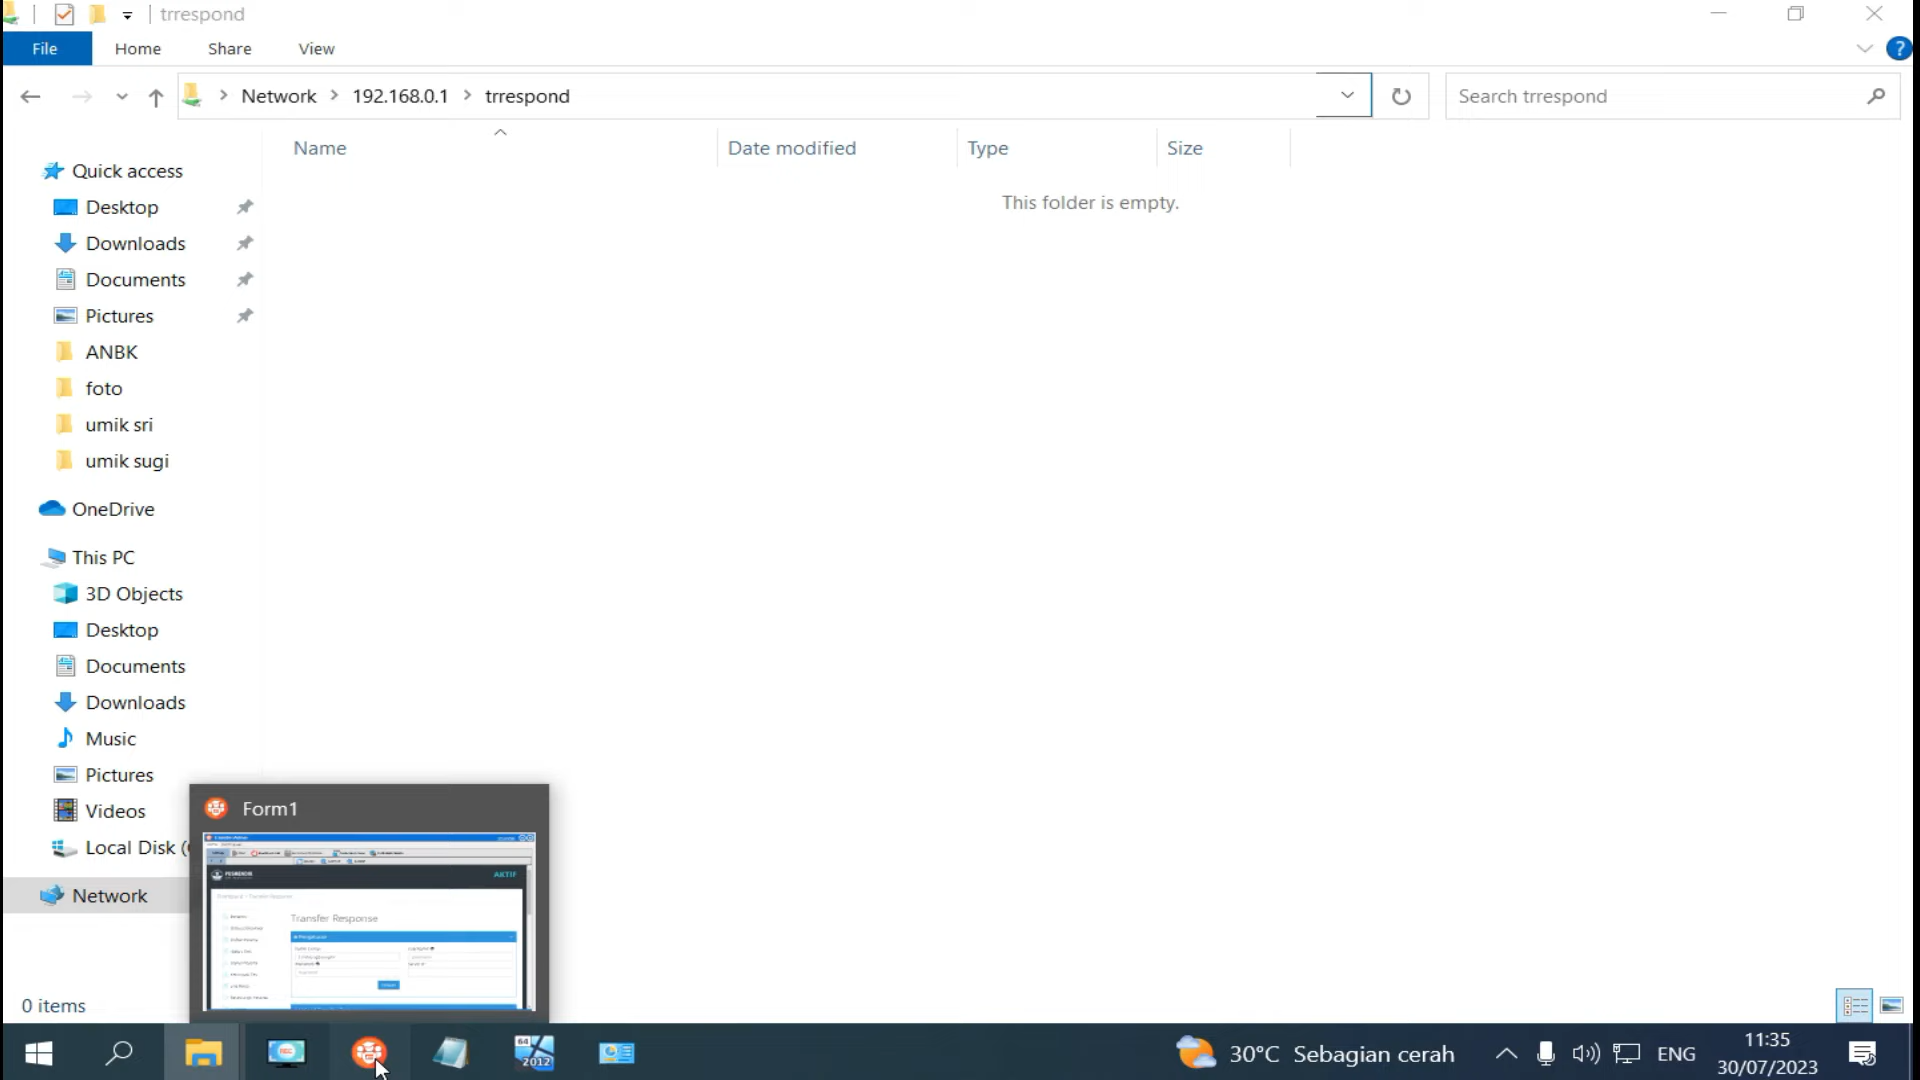 trrespond
File Home Share View
Network 192.168.0.1 trrespond
Search trrespond
Name Date modified Type Size
This folder is empty.
Quick access
Desktop
Downloads
Documents
Pictures
ANBK
foto
umik sri
umik sugi
OneDrive
This PC
3D Objects
Desktop
Documents
Downloads
Music
Pictures
Videos
Local Disk (
Network
Form1
AKTIF
Transfer Response
0 items
REC
64
2012
30°C Sebagian cerah
ENG
11:35
30/07/2023